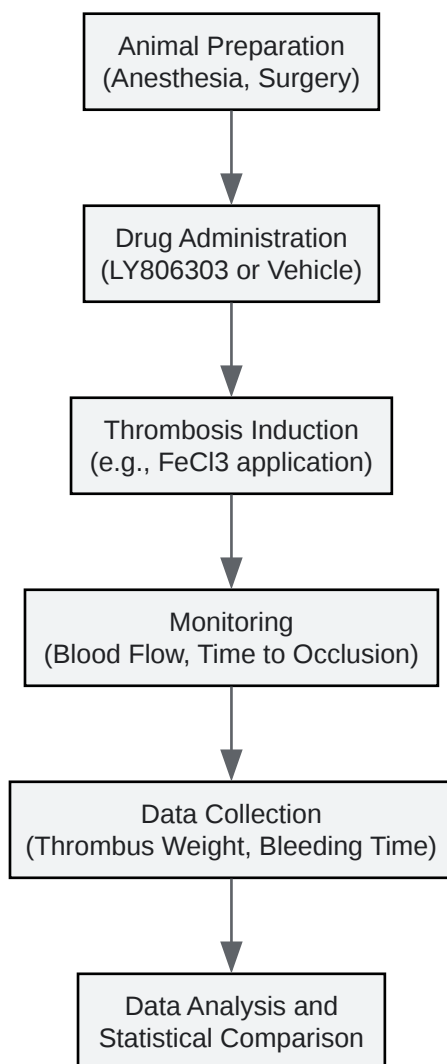 Animal Preparation
(Anesthesia, Surgery)
Drug Administration
(LY806303 or Vehicle)
Thrombosis Induction
(e.g., FeCl3 application)
Monitoring
(Blood Flow, Time to Occlusion)
Data Collection
(Thrombus Weight, Bleeding Time)
Data Analysis and
Statistical Comparison